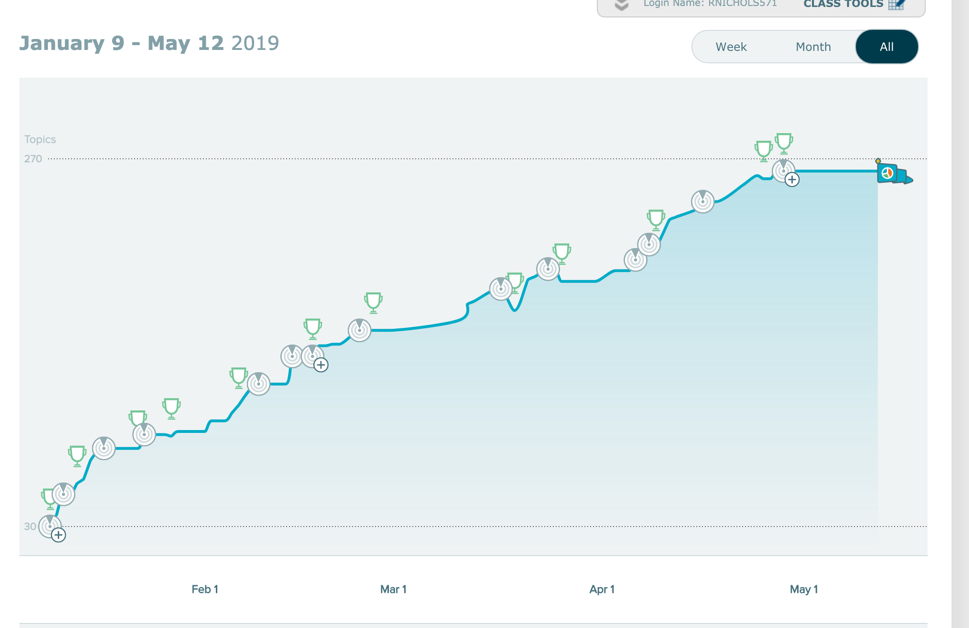 Login Name: RNICHOLS571
CLASS TOOLS
January 9 - May 12 2019
Week
Month
All
Topics
270
30
Feb 1
Mar 1
Apr 1
May 1